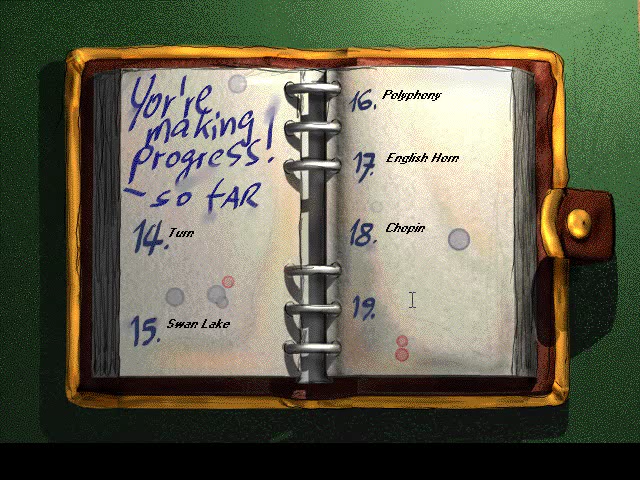 You're
making
progress!
- so fAR
14. Turn
15. Swan Lake
16. Polyphony
17. English Horn
18. Chopin
19.